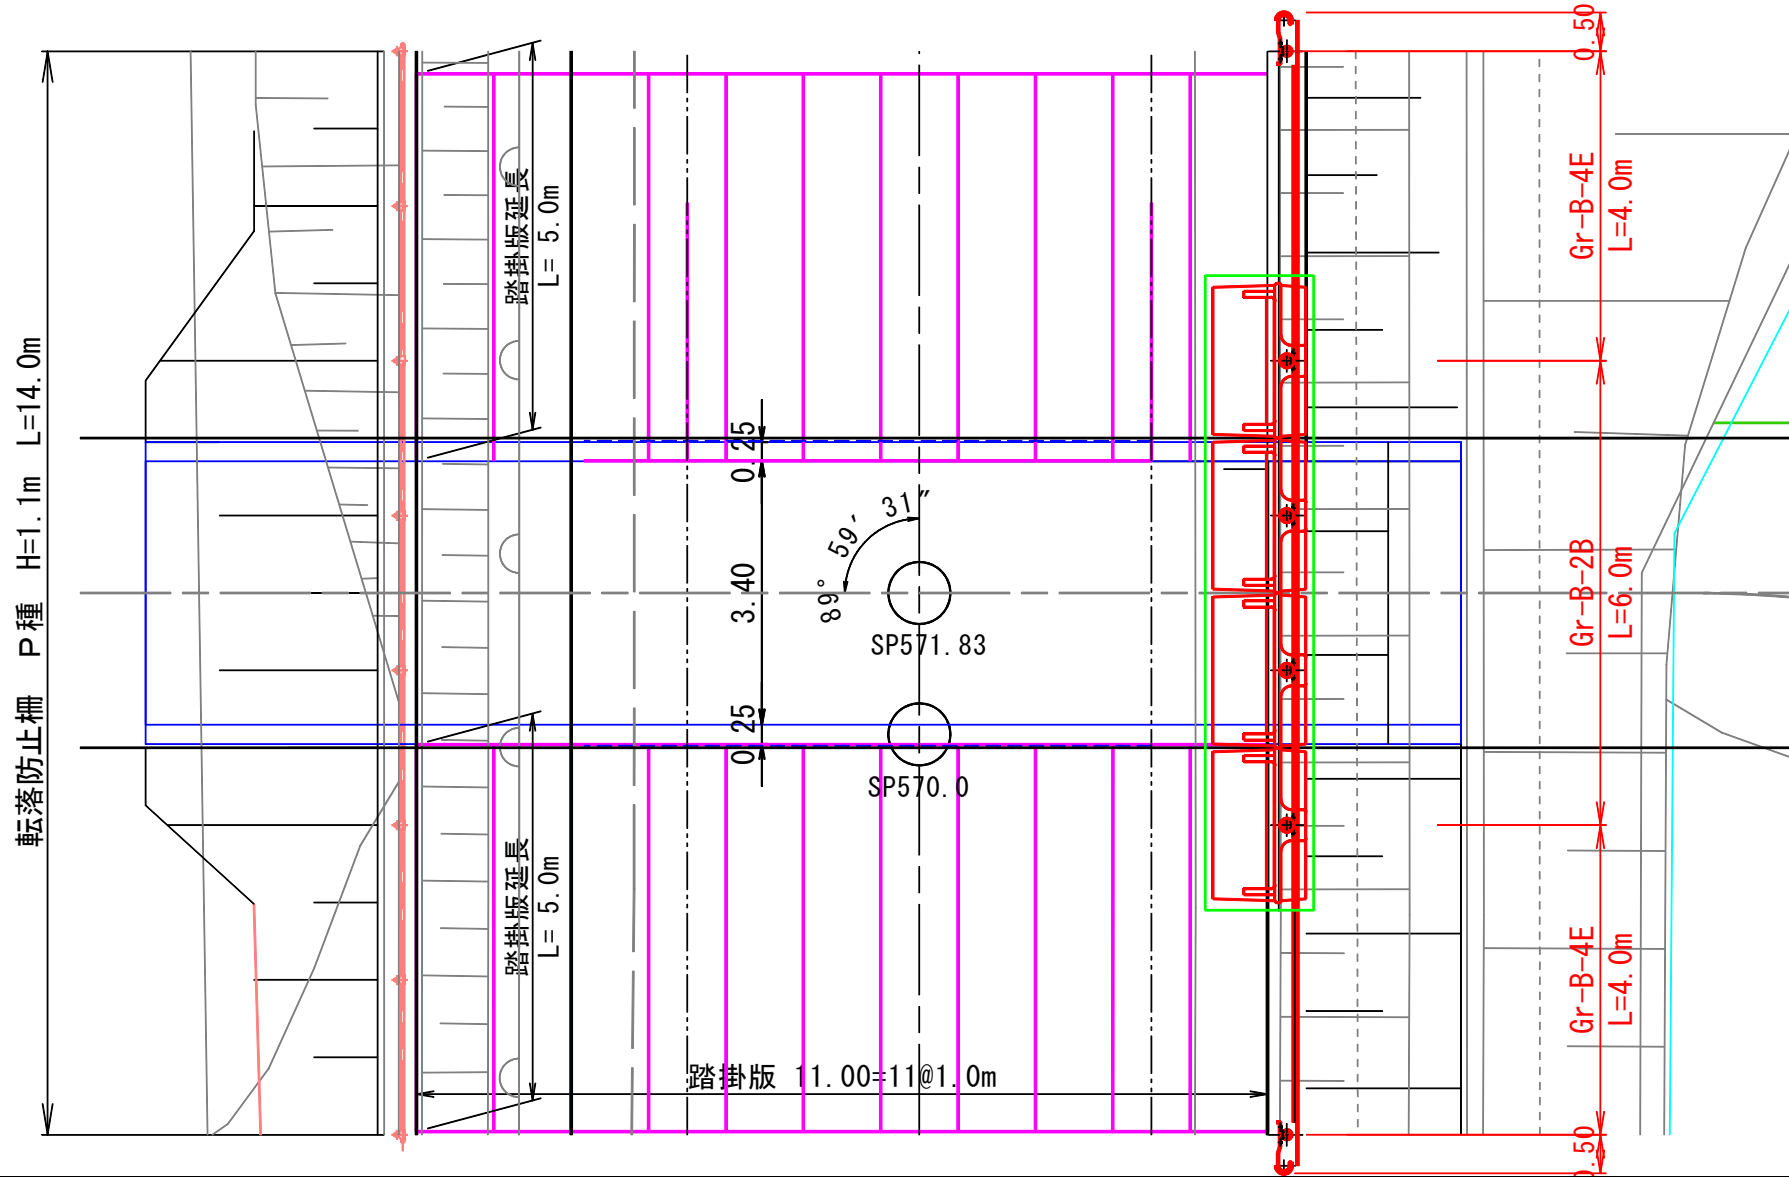 転落防止柵 P種 H=1.1m L=14.0m
踏掛版延長
L= 5.0m
0.25
3.40
0.25
89° 59′ 31″
SP571.83
SP570.0
踏掛版延長
L= 5.0m
踏掛版 11.00=11@1.0m
0.50
Gr-B-4E
L=4.0m
Gr-B-2B
L=6.0m
Gr-B-4E
L=4.0m
0.50